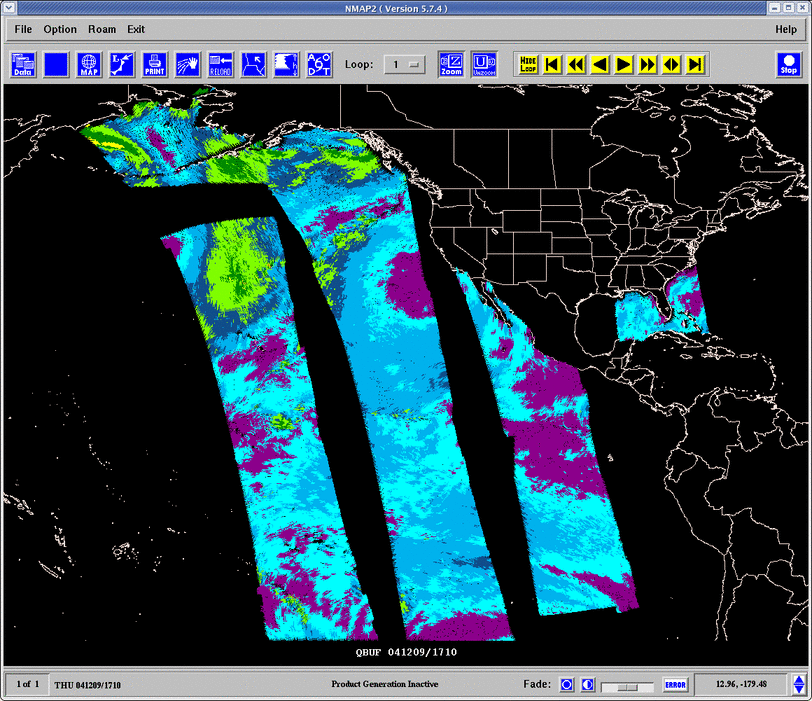 NMAP2 ( Version 5.7.4 )
File Option Roam Exit Help
Data MAP PRINT RELOAD AGODT Loop: 1 Zoom UNZOOM HIDE LOOP Stop
QBUF 041209/1710
1 of 1 THU 041209/1710 Product Generation Inactive Fade: ERROR 12.96, -179.48